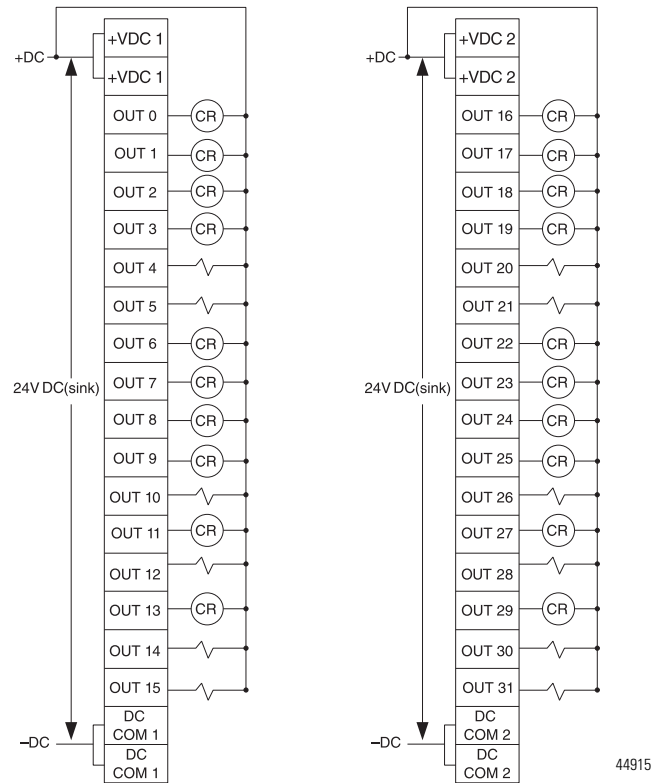 +VDC 1
+DC
+VDC 1
OUT 0 CR
OUT 1 CR
OUT 2 CR
OUT 3 CR
OUT 4
OUT 5
OUT 6 CR
OUT 7 CR
24V DC(sink)
OUT 8 CR
OUT 9 CR
OUT 10
OUT 11 CR
OUT 12
OUT 13 CR
OUT 14
OUT 15
DC
COM 1
–DC
DC
COM 1
+VDC 2
+DC
+VDC 2
OUT 16 CR
OUT 17 CR
OUT 18 CR
OUT 19 CR
OUT 20
OUT 21
OUT 22 CR
OUT 23 CR
24V DC(sink)
OUT 24 CR
OUT 25 CR
OUT 26
OUT 27 CR
OUT 28
OUT 29 CR
OUT 30
OUT 31
DC
COM 2
–DC
DC
COM 2
44915